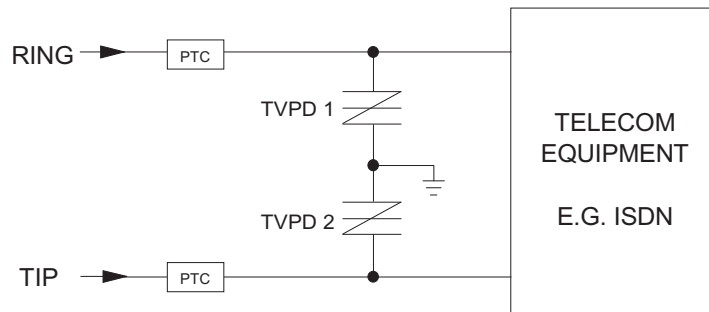 RING
PTC
TVPD 1
TELECOM
EQUIPMENT
E.G. ISDN
TVPD 2
TIP
PTC